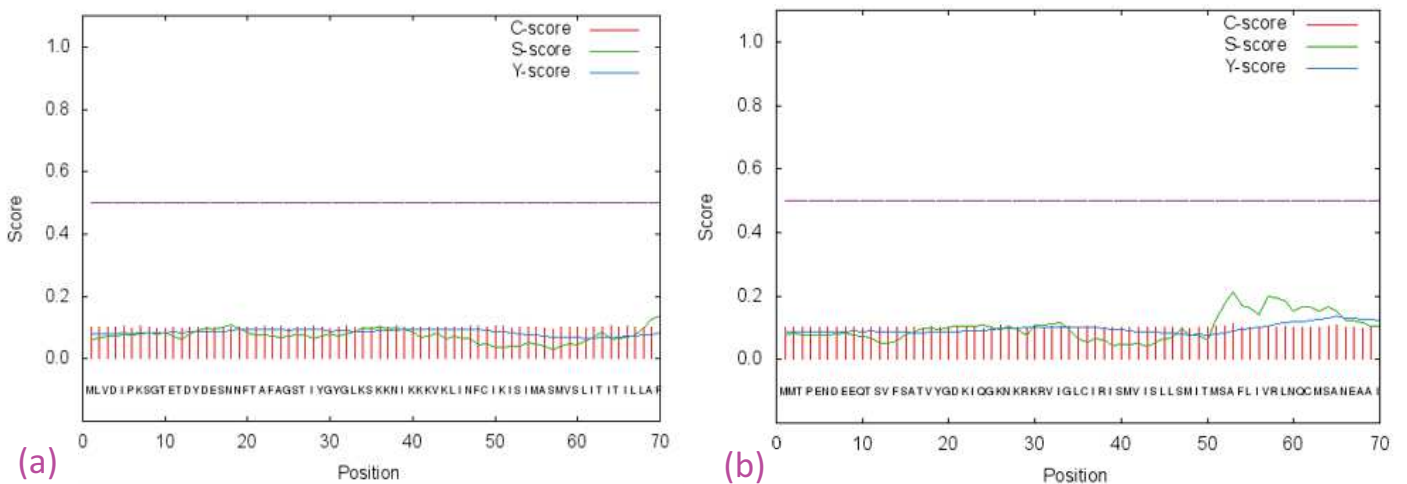 C-score
S-score
Y-score
1.0
0.8
0.6
0.4
0.2
0.0
Score
MLVDIPKSGTETDYDESNNFTAFAGSTIYGYGLKSKKNIKKKVKLINFCIKISIMASMVSLITITILLAR
0 10 20 30 40 50 60 70
Position
(a)
C-score
S-score
Y-score
1.0
0.8
0.6
0.4
0.2
0.0
Score
MMTPENDEEQTSVFSATVYGDKIQGKNKRKRVIGLCIRISMVISLLSMITMSAFLIVRLNQCMSANEAAI
0 10 20 30 40 50 60 70
Position
(b)